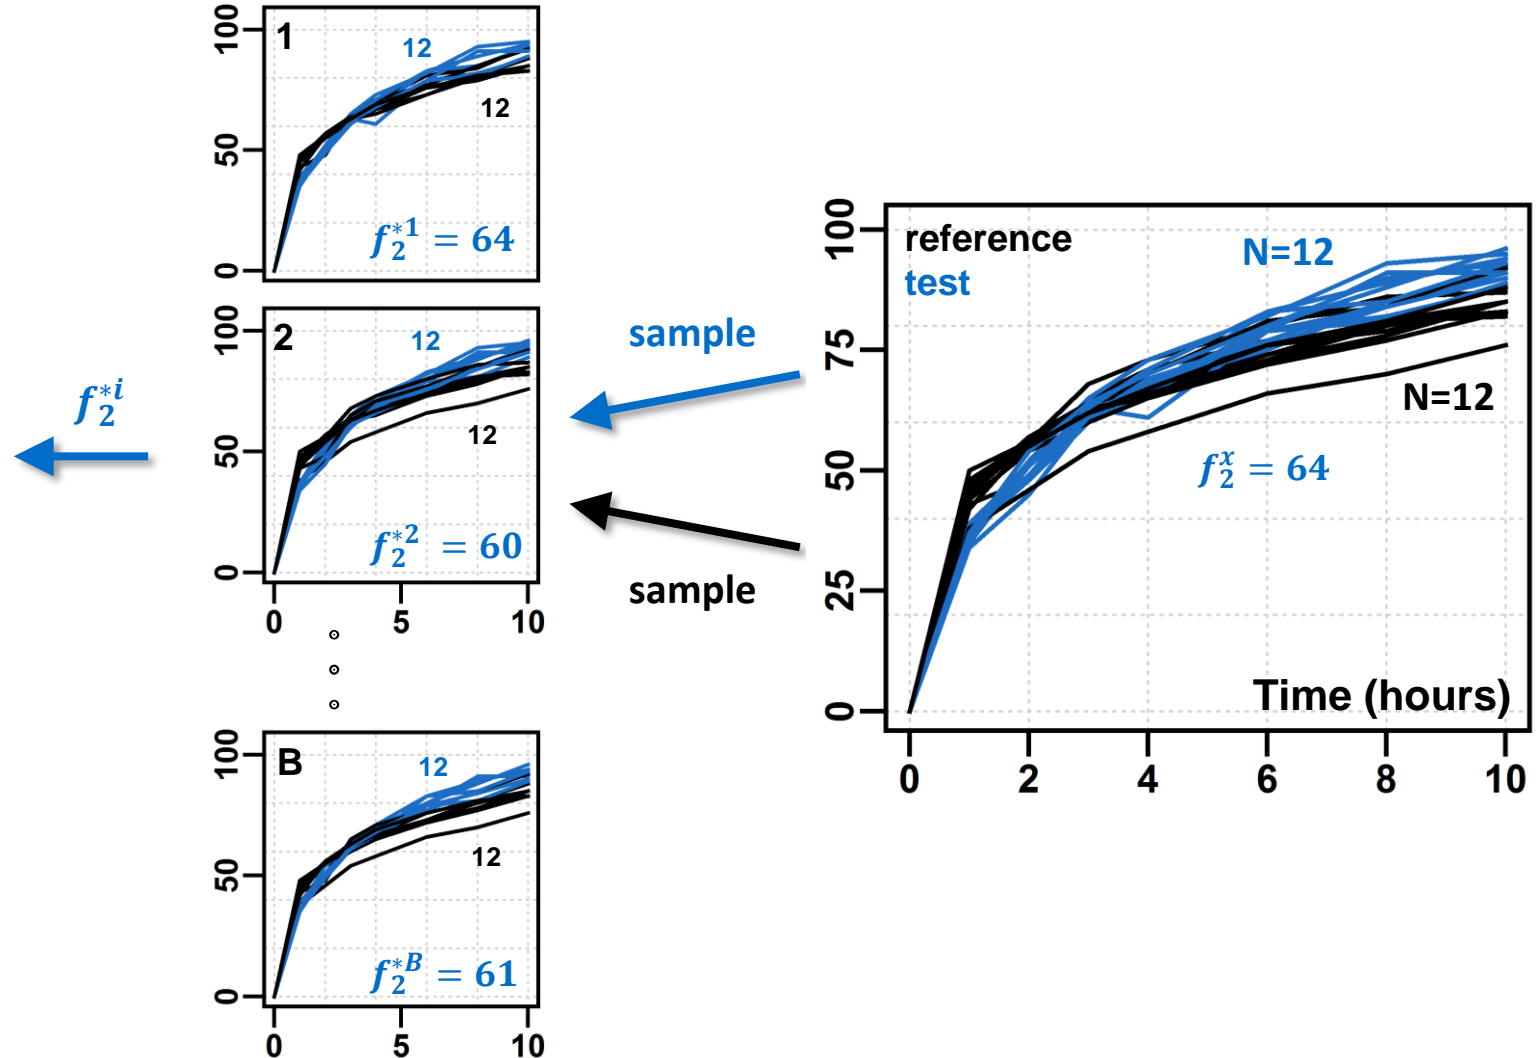 100
50
0
1
12
12
f₂*¹ = 64
100
50
0
2
12
12
f₂*² = 60
0 5 10
f₂*ⁱ
sample
sample
100
50
0
B
12
12
f₂*ᴮ = 61
0 5 10
100
75
50
25
0
reference
test
N=12
N=12
f₂ˣ = 64
Time (hours)
0 2 4 6 8 10